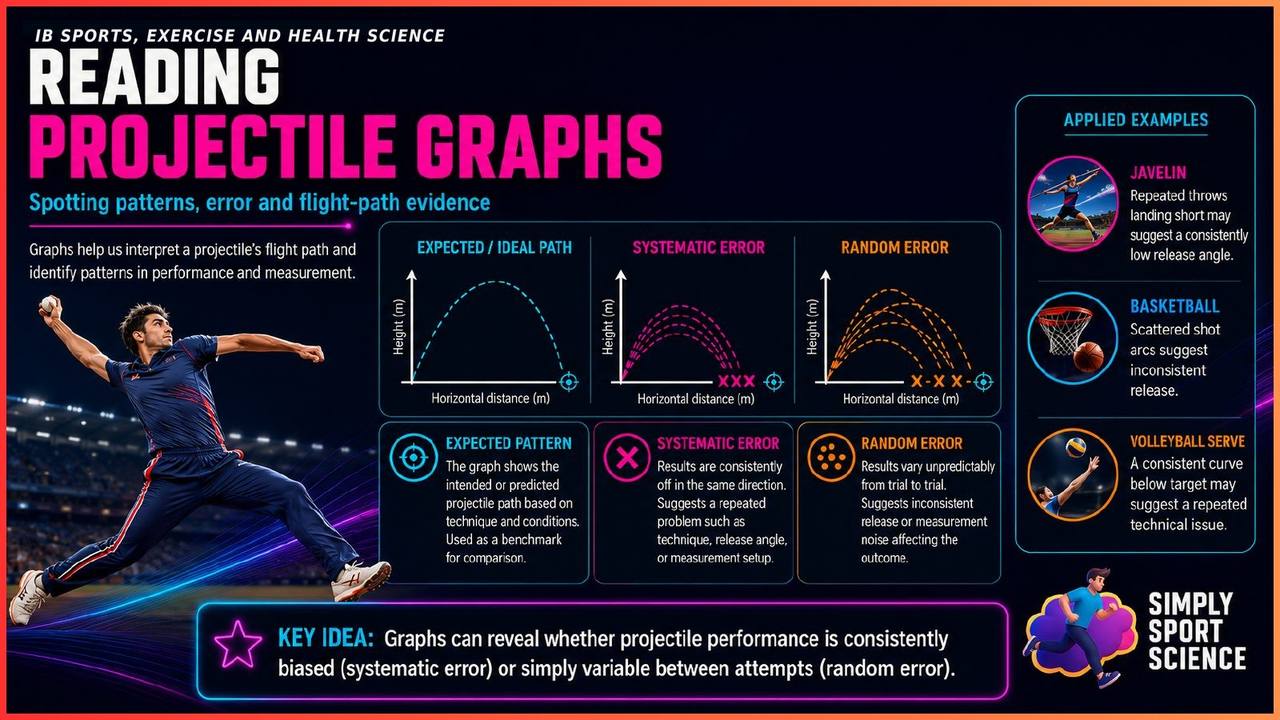 IB SPORTS, EXERCISE AND HEALTH SCIENCE
READING
PROJECTILE GRAPHS
Spotting patterns, error and flight-path evidence
Graphs help us interpret a projectile's flight path and
identify patterns in performance and measurement.
EXPECTED / IDEAL PATH
Height (m)
Horizontal distance (m)
SYSTEMATIC ERROR
Height (m)
XXX
Horizontal distance (m)
RANDOM ERROR
Height (m)
X - X X -
Horizontal distance (m)
EXPECTED PATTERN
The graph shows the
intended or predicted
projectile path based on
technique and conditions.
Used as a benchmark
for comparison.
SYSTEMATIC ERROR
Results are consistently
off in the same direction.
Suggests a repeated
problem such as
technique, release angle,
or measurement setup.
RANDOM ERROR
Results vary unpredictably
from trial to trial.
Suggests inconsistent
release or measurement
noise affecting the
outcome.
APPLIED EXAMPLES
JAVELIN
Repeated throws
landing short may
suggest a consistently
low release angle.
BASKETBALL
Scattered shot
arcs suggest
inconsistent
release.
VOLLEYBALL SERVE
A consistent curve
below target may
suggest a repeated
technical issue.
KEY IDEA: Graphs can reveal whether projectile performance is consistently
biased (systematic error) or simply variable between attempts (random error).
SIMPLY
SPORT
SCIENCE